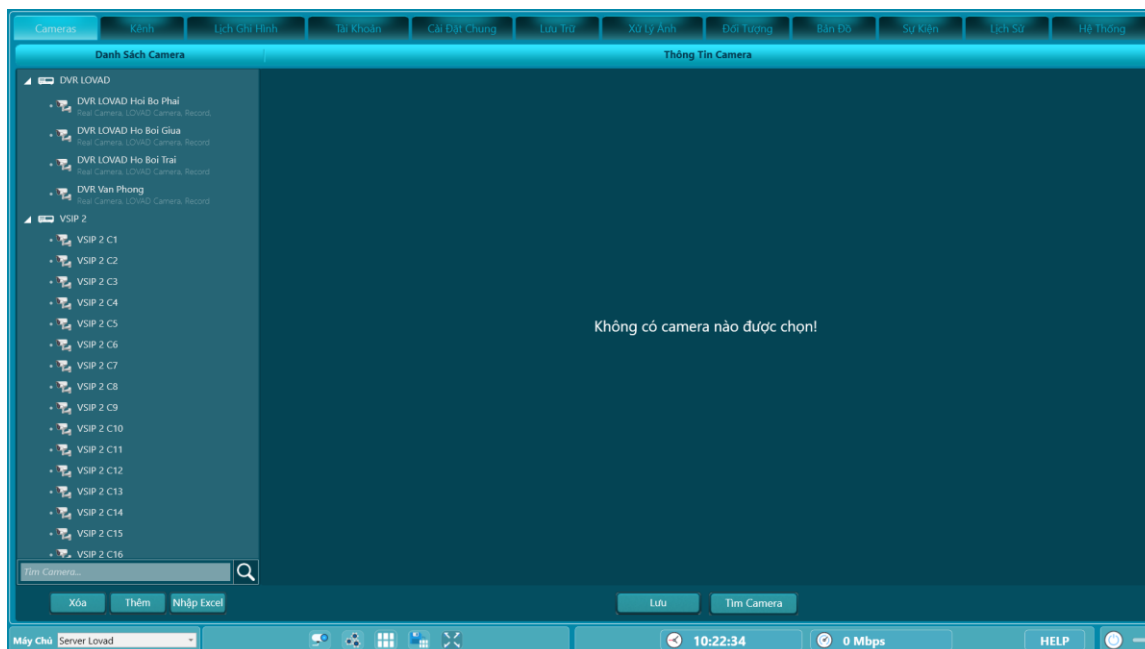 Cameras Kênh Lịch Ghi Hình Tài Khoản Cài Đặt Chung Lưu Trữ Xử Lý Ảnh Đối Tượng Bản Đồ Sự Kiện Lịch Sử Hệ Thống
Danh Sách Camera Thông Tin Camera
DVR LOVAD
DVR LOVAD Hoi Bo Phai
Real Camera, LOVAD Camera, Record,
DVR LOVAD Ho Boi Giua
Real Camera, LOVAD Camera, Record
DVR LOVAD Ho Boi Trai
Real Camera, LOVAD Camera, Record
DVR Van Phong
Real Camera, LOVAD Camera, Record
VSIP 2
VSIP 2 C1
VSIP 2 C2
VSIP 2 C3
VSIP 2 C4
VSIP 2 C5
Không có camera nào được chọn!
VSIP 2 C6
VSIP 2 C7
VSIP 2 C8
VSIP 2 C9
VSIP 2 C10
VSIP 2 C11
VSIP 2 C12
VSIP 2 C13
VSIP 2 C14
VSIP 2 C15
VSIP 2 C16
Tìm Camera...
Xóa Thêm Nhập Excel Lưu Tìm Camera
Máy Chủ Server Lovad 10:22:34 0 Mbps HELP